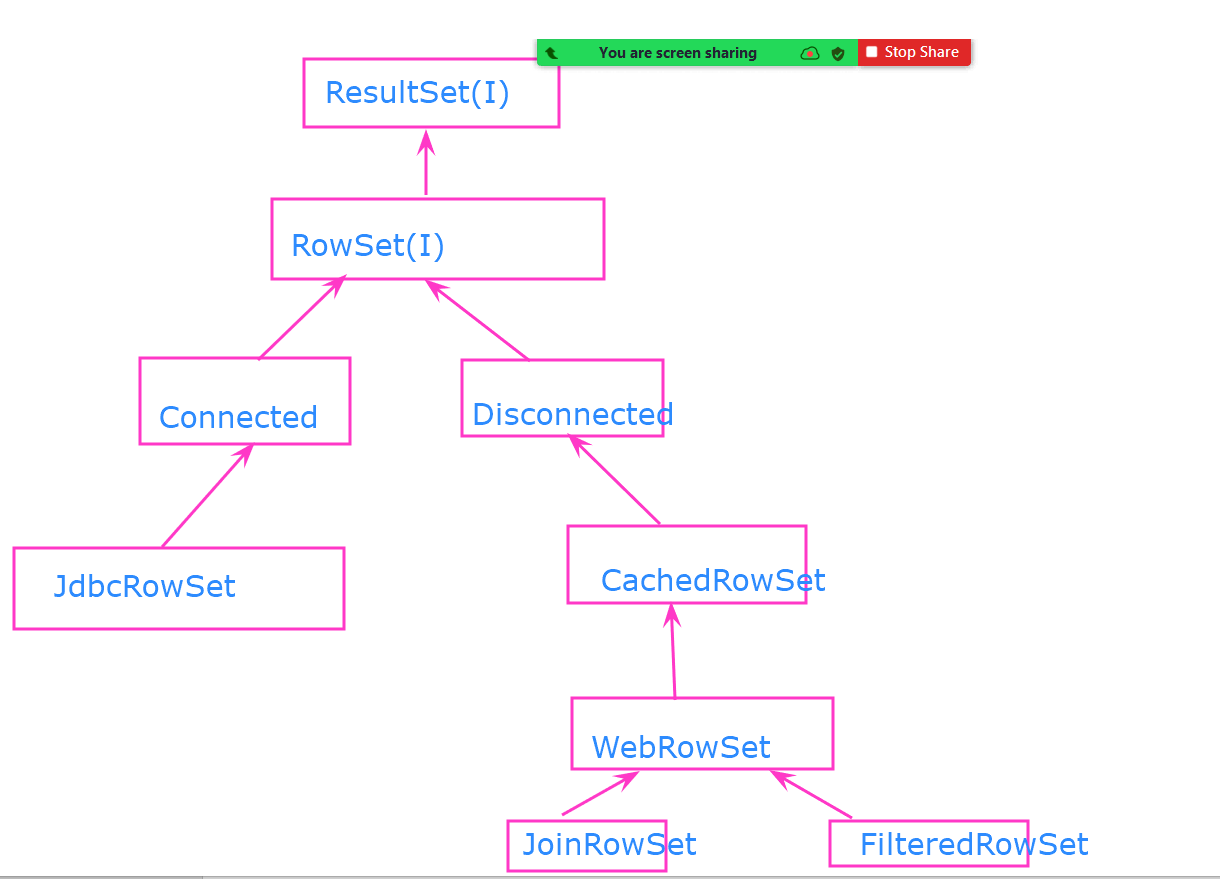 You are screen sharing
Stop Share
ResultSet(I)
RowSet(I)
Connected
Disconnected
JdbcRowSet
CachedRowSet
WebRowSet
JoinRowSet
FilteredRowSet